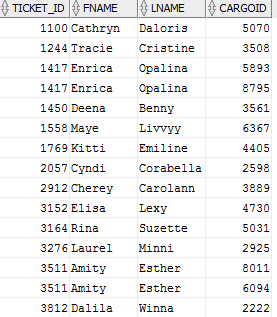 TICKET_ID FNAME LNAME CARGOID
1100 Cathryn Daloris 5070
1244 Tracie Cristine 3508
1417 Enrica Opalina 5893
1417 Enrica Opalina 8795
1450 Deena Benny 3561
1558 Maye Livvyy 6367
1769 Kitti Emiline 4405
2057 Cyndi Corabella 2598
2912 Cherey Carolann 3889
3152 Elisa Lexy 4730
3164 Rina Suzette 5031
3276 Laurel Minni 2925
3511 Amity Esther 8011
3511 Amity Esther 6094
3812 Dalila Winna 2222